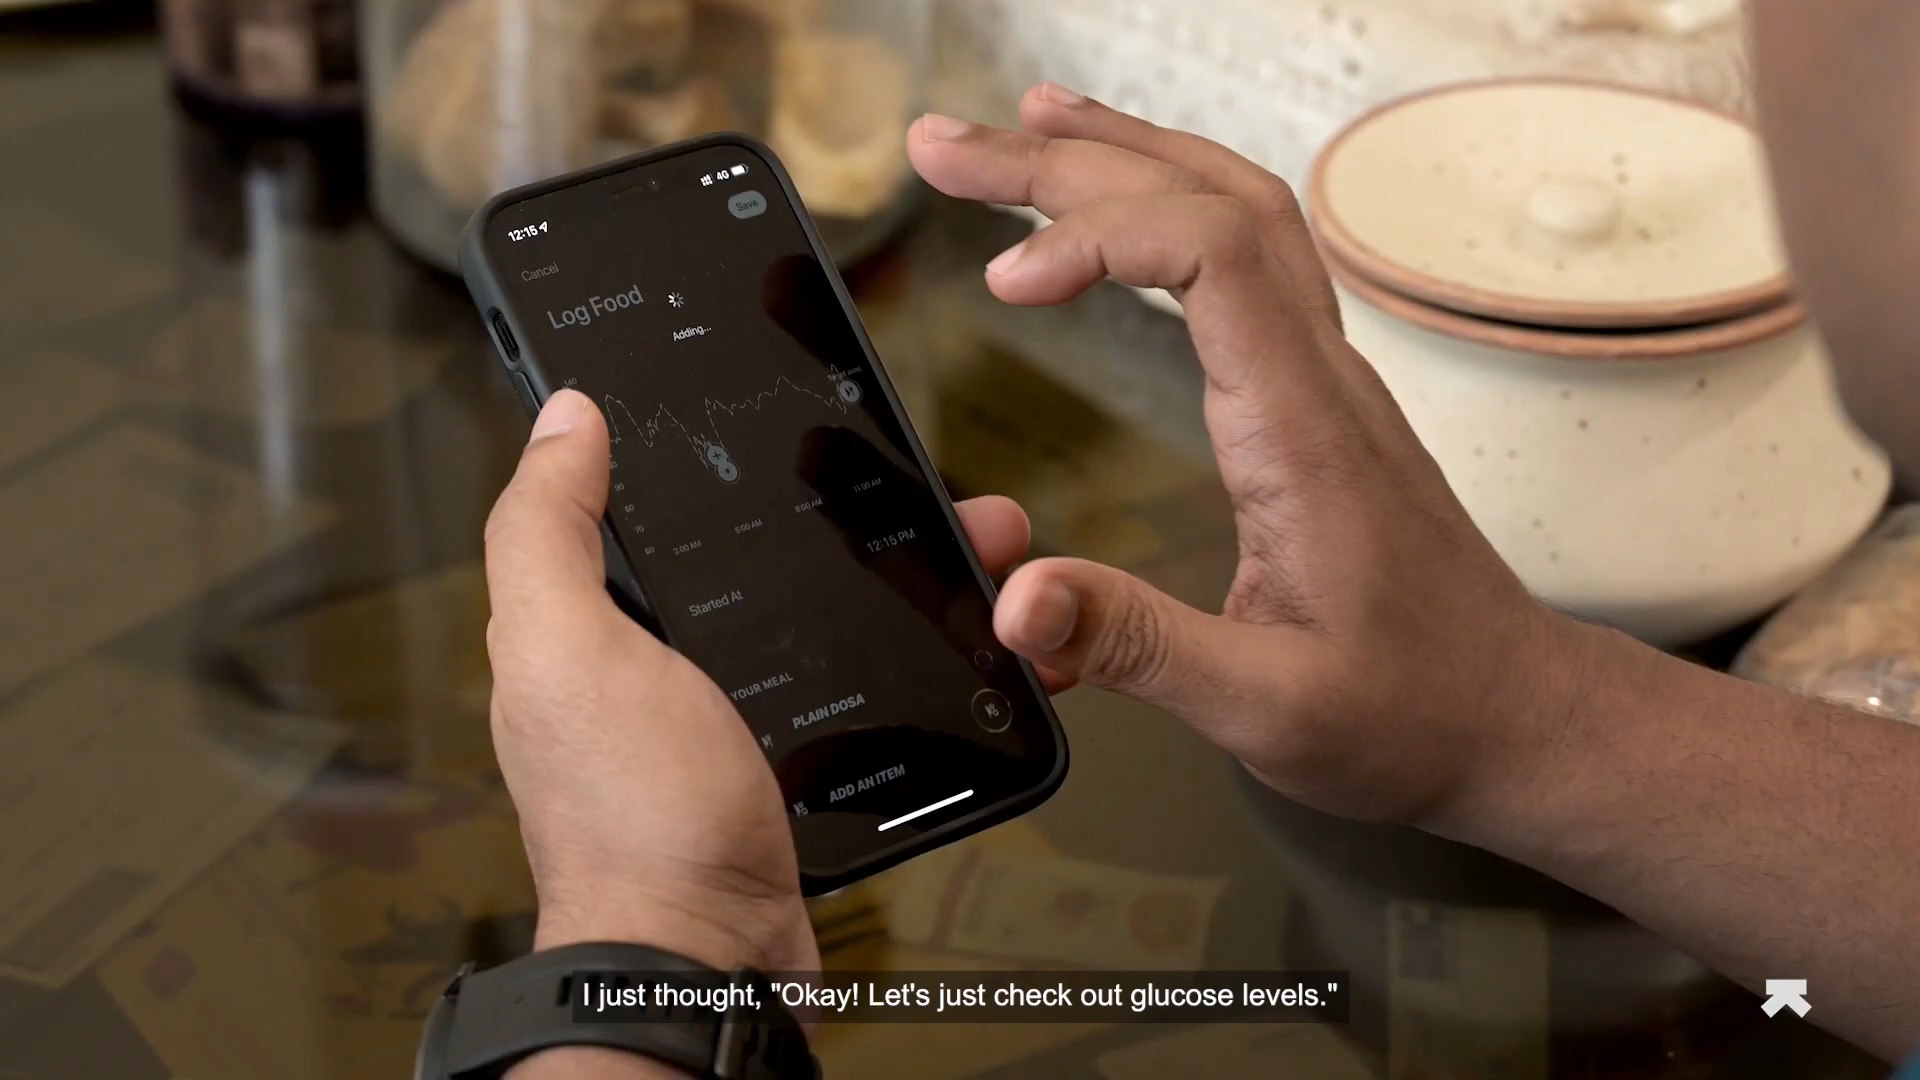 12:15
4G
Save
Cancel
Log Food
Adding...
140
90
80
70
60
2:00 AM
5:00 AM
8:00 AM
11:00 AM
12:15 PM
Started At
YOUR MEAL
PLAIN DOSA
ADD AN ITEM
I just thought, "Okay! Let's just check out glucose levels."